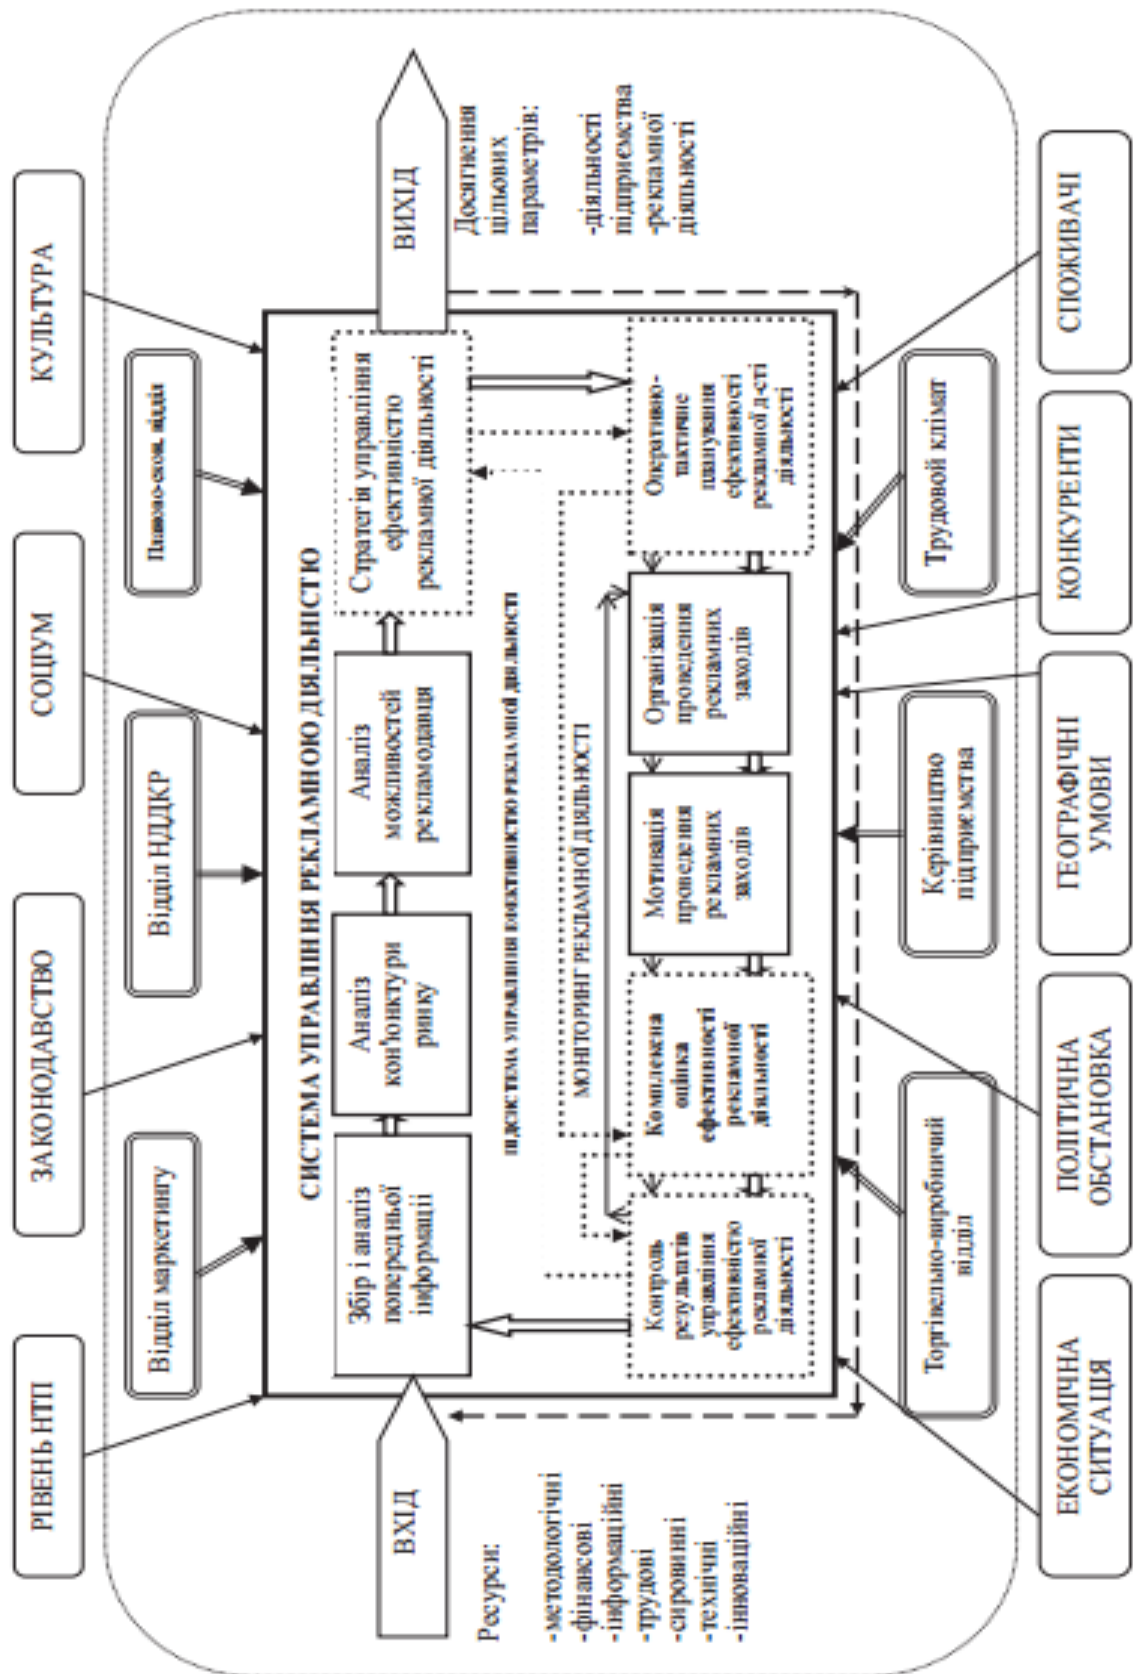 РІВЕНЬ НТП
ЗАКОНОДАВСТВО
СОЦІУМ
КУЛЬТУРА
Відділ маркетингу
Відділ НДДКР
Планово-екон. відділ
СИСТЕМА УПРАВЛІННЯ РЕКЛАМНОЮ ДІЯЛЬНІСТЮ
ВХІД
Збір і аналіз
попередньої
інформації
Аналіз
кон'юнктури
ринку
Аналіз
можливостей
рекламодавця
Стратегія управління
ефективністю
рекламної діяльності
ВИХІД
Ресурси:
-методологічні
-фінансові
-інформаційні
-трудові
-сировинні
-технічні
-інноваційні
Досягнення
цільових
параметрів:
-діяльності
підприємства
-рекламної
діяльності
ПІДСИСТЕМА УПРАВЛІННЯ ЕФЕКТИВНІСТЮ РЕКЛАМНОЇ ДІЯЛЬНОСТІ
МОНІТОРИНГ РЕКЛАМНОЇ ДІЯЛЬНОСТІ
Контроль
результатів
управління
ефективністю
рекламної
діяльності
Комплексна
оцінка
ефективності
рекламної
діяльності
Мотивація
проведення
рекламних
заходів
Організація
проведення
рекламних
заходів
Оперативно-
тактичне
планування
ефективності
рекламної д-сті
діяльності
Торгівельно-виробничий
відділ
Керівництво
підприємства
Трудовой клімат
ЕКОНОМІЧНА
СИТУАЦІЯ
ПОЛІТИЧНА
ОБСТАНОВКА
ГЕОГРАФІЧНІ
УМОВИ
КОНКУРЕНТИ
СПОЖИВАЧІ